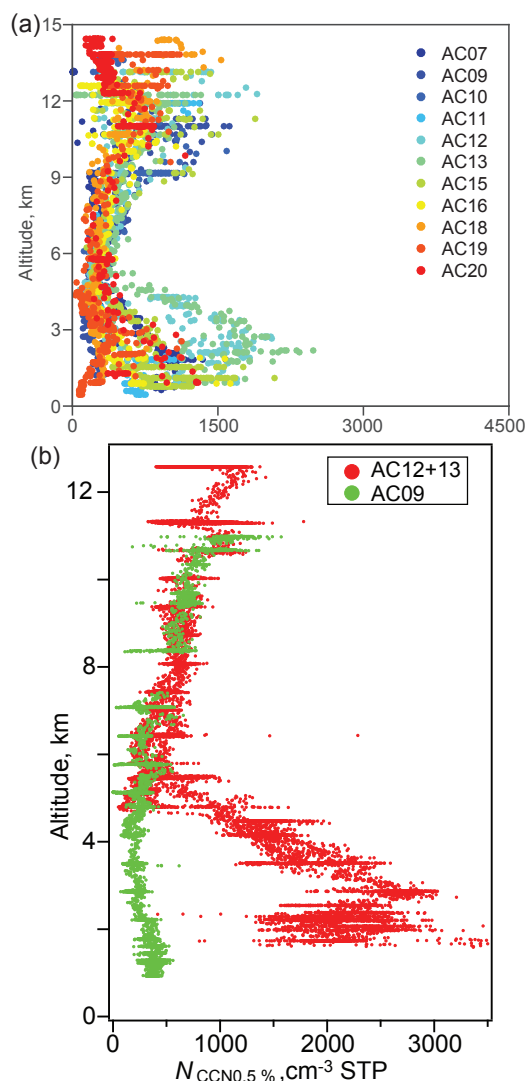 (a)
15
12
9
6
3
0
Altitude, km
AC07
AC09
AC10
AC11
AC12
AC13
AC15
AC16
AC18
AC19
AC20
0 1500 3000 4500
(b)
AC12+13
AC09
12
8
4
0
Altitude, km
0 1000 2000 3000
N CCN0.5 %,cm-3 STP